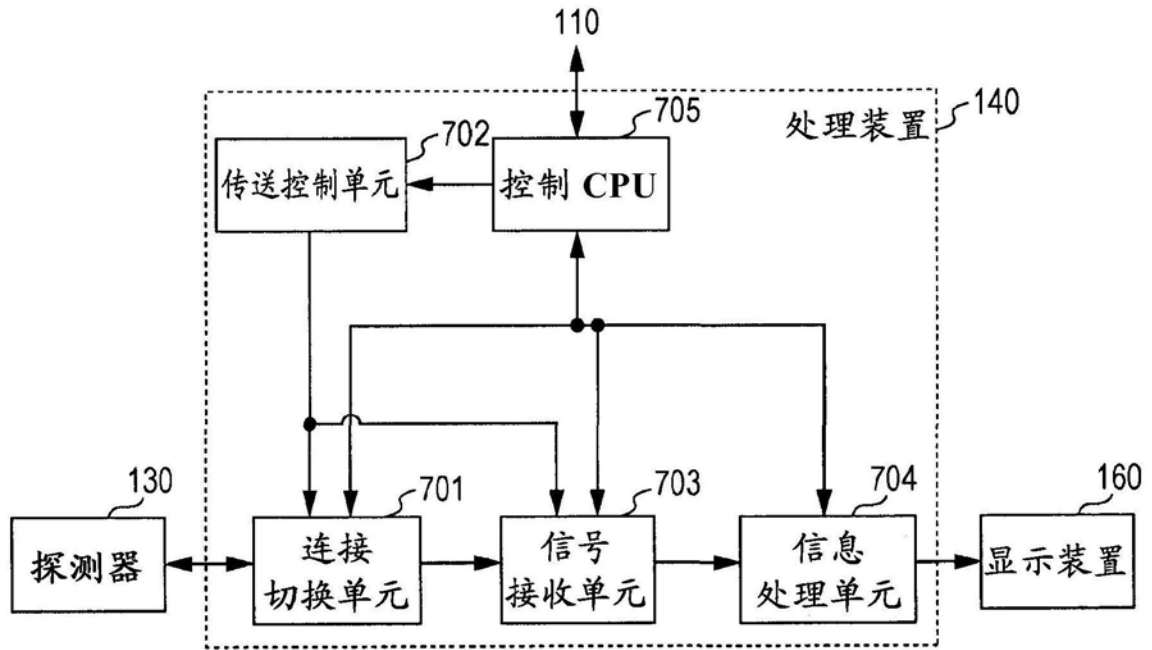 110
140
处理装置
702
705
传送控制单元
控制 CPU
130
701
703
704
160
探测器
连接
切换单元
信号
接收单元
信息
处理单元
显示装置